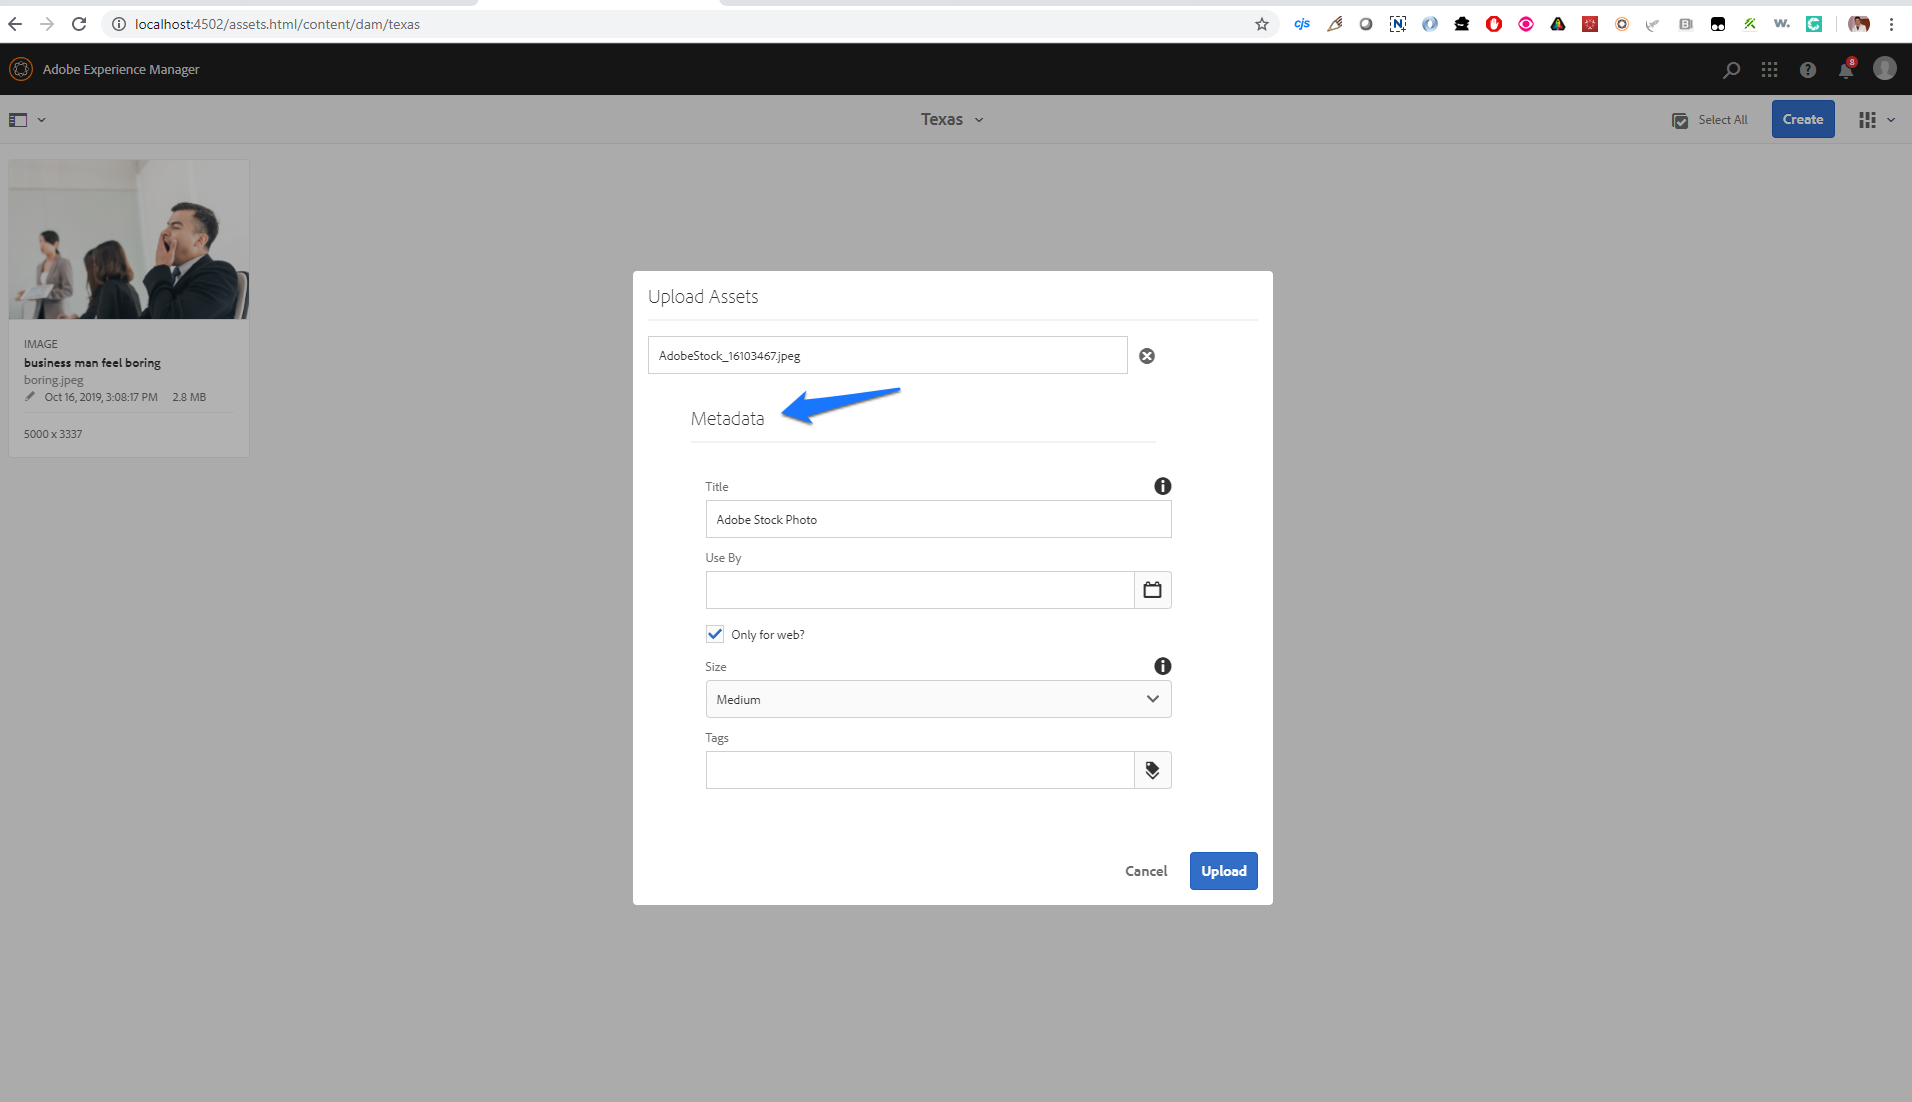 localhost:4502/assets.html/content/dam/texas
cjs
N
B
w.
Adobe Experience Manager
8
Texas
Select All
Create
IMAGE
business man feel boring
boring.jpeg
Oct 16, 2019, 3:08:17 PM 2.8 MB
5000 x 3337
Upload Assets
AdobeStock_16103467.jpeg
Metadata
Title
Adobe Stock Photo
Use By
Only for web?
Size
Medium
Tags
Cancel
Upload